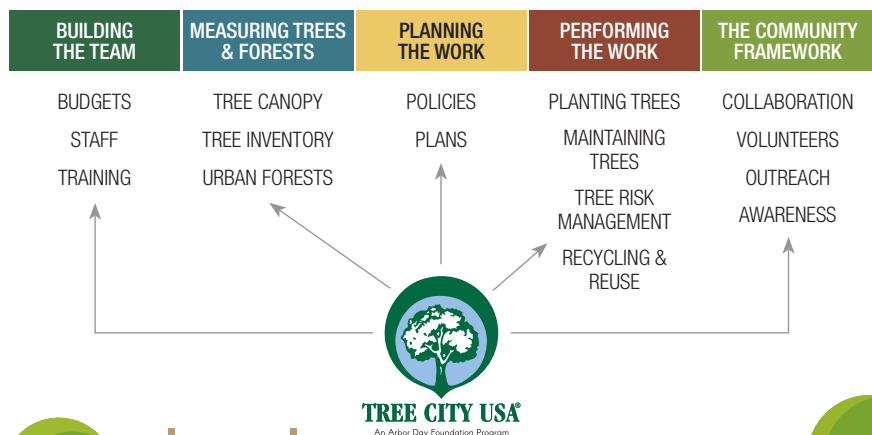 BUILDING
THE TEAM
MEASURING TREES
& FORESTS
PLANNING
THE WORK
PERFORMING
THE WORK
THE COMMUNITY
FRAMEWORK
BUDGETS
STAFF
TRAINING
TREE CANOPY
TREE INVENTORY
URBAN FORESTS
POLICIES
PLANS
PLANTING TREES
MAINTAINING
TREES
TREE RISK
MANAGEMENT
RECYCLING &
REUSE
COLLABORATION
VOLUNTEERS
OUTREACH
AWARENESS
TREE CITY USA®
An Arbor Day Foundation Program